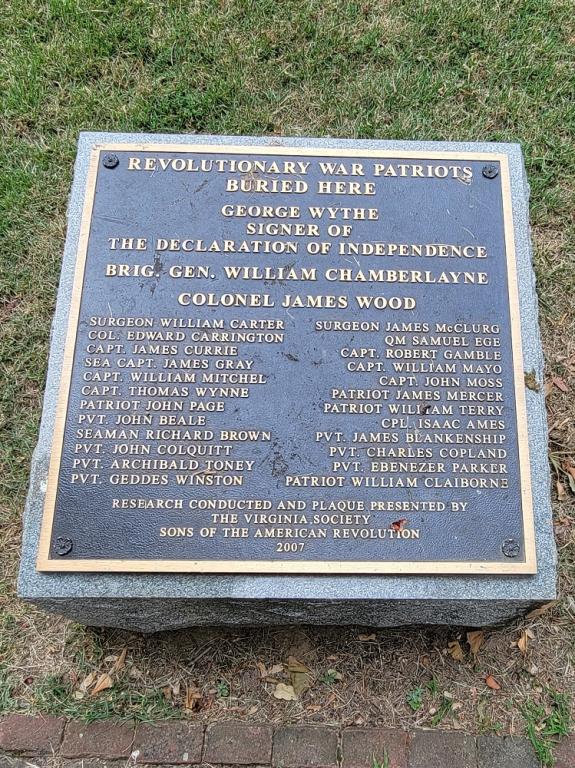 REVOLUTIONARY WAR PATRIOTS
BURIED HERE
GEORGE WYTHE
SIGNER OF
THE DECLARATION OF INDEPENDENCE
BRIG. GEN. WILLIAM CHAMBERLAYNE
COLONEL JAMES WOOD
SURGEON WILLIAM CARTER
COL. EDWARD CARRINGTON
CAPT. JAMES CURRIE
SEA CAPT. JAMES GRAY
CAPT. WILLIAM MITCHEL
CAPT. THOMAS WYNNE
PATRIOT JOHN PAGE
PVT. JOHN BEALE
SEAMAN RICHARD BROWN
PVT. JOHN COLQUITT
PVT. ARCHIBALD TONEY
PVT. GEDDES WINSTON
SURGEON JAMES McCLURG
QM SAMUEL EGE
CAPT. ROBERT GAMBLE
CAPT. WILLIAM MAYO
CAPT. JOHN MOSS
PATRIOT JAMES MERCER
PATRIOT WILLIAM TERRY
CPL. ISAAC AMES
PVT. JAMES BLANKENSHIP
PVT. CHARLES COPLAND
PVT. EBENEZER PARKER
PATRIOT WILLIAM CLAIBORNE
RESEARCH CONDUCTED AND PLAQUE PRESENTED BY
THE VIRGINIA SOCIETY
SONS OF THE AMERICAN REVOLUTION
2007